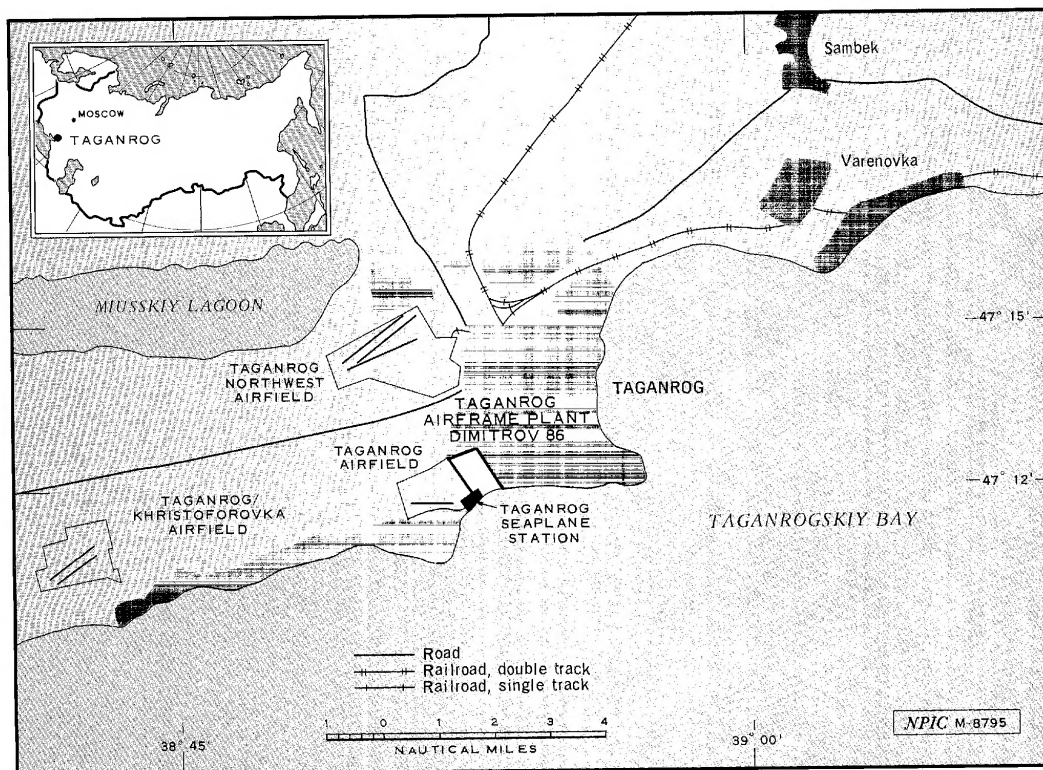 MOSCOW
TAGANROG
Sambek
Varenovka
MIUSSKIY LAGOON
47° 15'
TAGANROG
NORTHWEST
AIRFIELD
TAGANROG
TAGANROG
AIRFRAME PLANT
DIMITROV 86
TAGANROG
AIRFIELD
47° 12'
TAGANROG/
KHRISTOFOROVKA
AIRFIELD
TAGANROG
SEAPLANE
STATION
TAGANROGSKIY BAY
Road
Railroad, double track
Railroad, single track
1 0 1 2 3 4
NAUTICAL MILES
NPIC M-8795
38° 45'
39° 00'